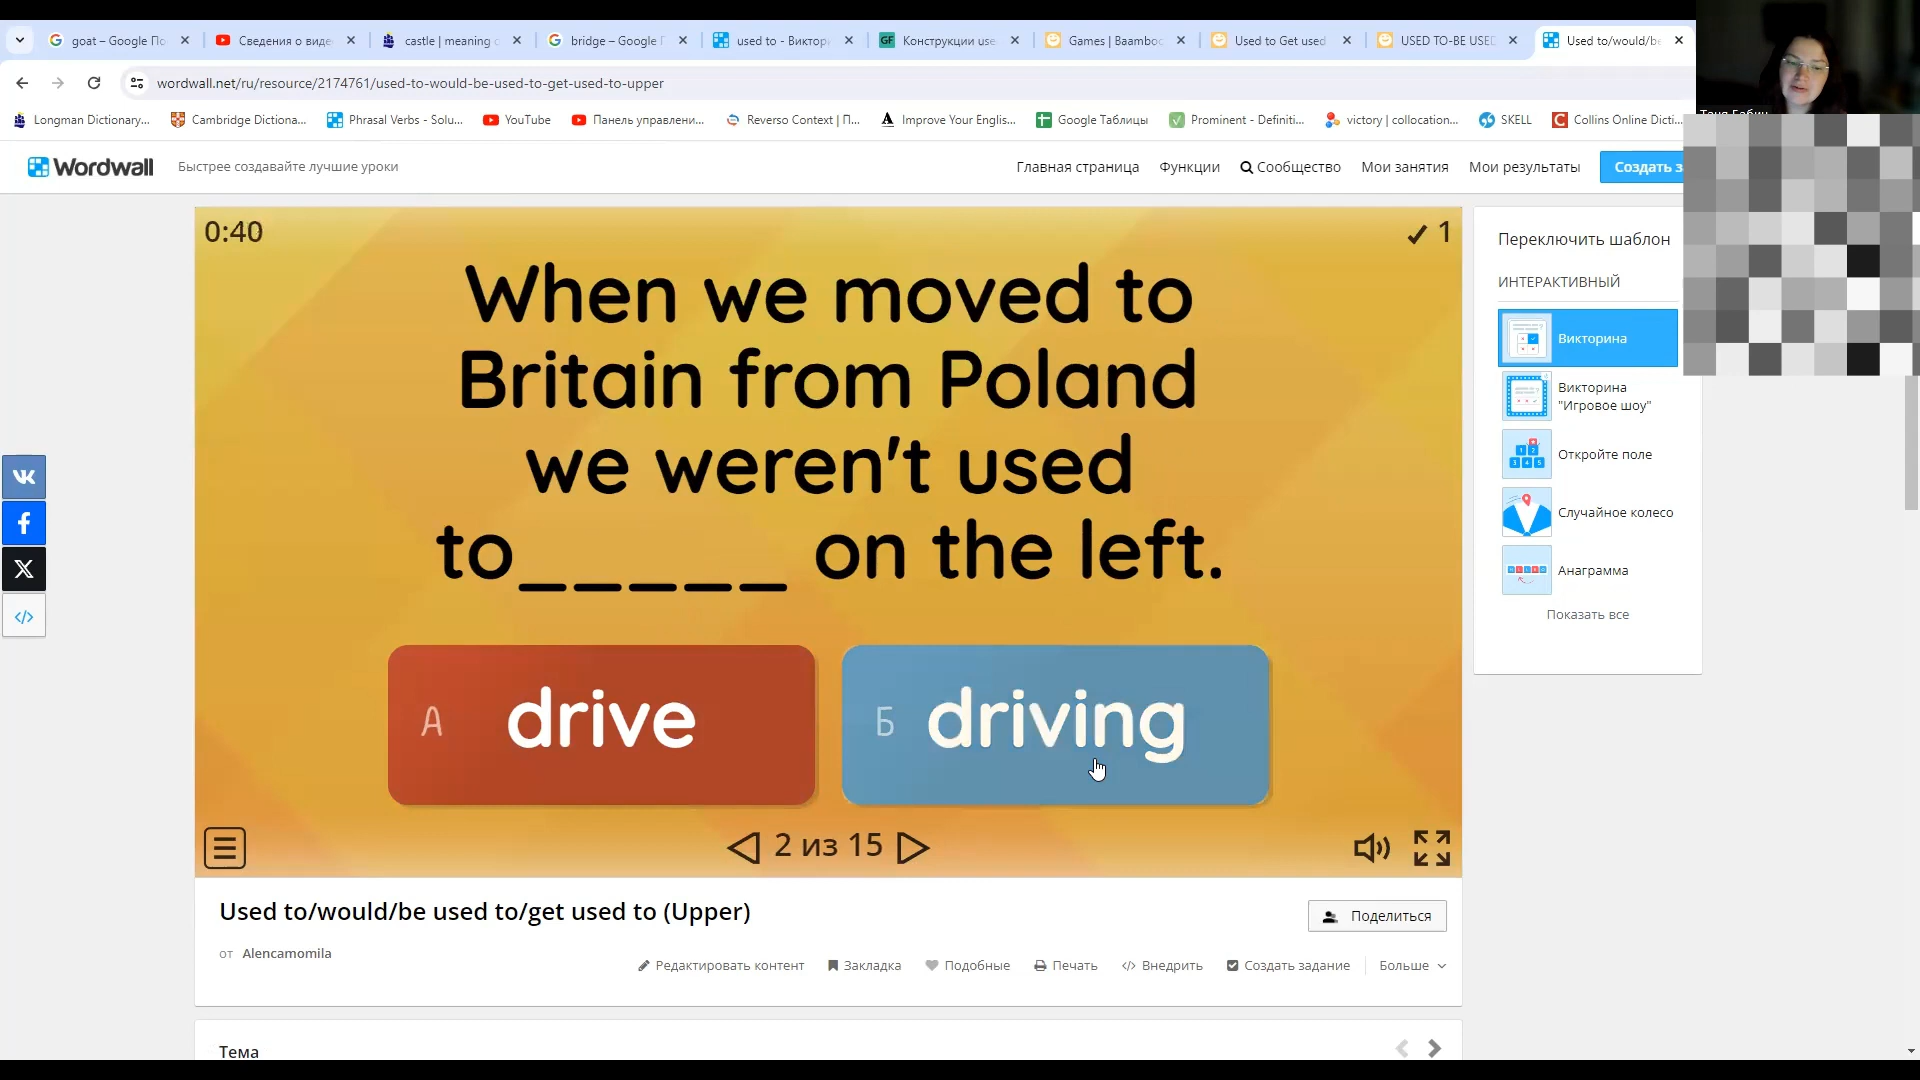 goat – Google По
Сведения о виде
castle | meaning o
bridge – Google П
used to - Виктори
Конструкции use
Games | Baamboo
Used to Get used
USED TO-BE USED
Used to/would/be
wordwall.net/ru/resource/2174761/used-to-would-be-used-to-get-used-to-upper
Longman Dictionary...
Cambridge Dictiona...
Phrasal Verbs - Solu...
YouTube
Панель управлени...
Reverso Context | П...
Improve Your Englis...
Google Таблицы
Prominent - Definiti...
victory | collocation...
SKELL
Collins Online Dicti...
Wordwall
Быстрее создавайте лучшие уроки
Главная страница
Функции
Сообщество
Мои занятия
Мои результаты
Создать з
0:40
1
When we moved to
Britain from Poland
we weren't used
to_____ on the left.
А drive
Б driving
2 из 15
Переключить шаблон
ИНТЕРАКТИВНЫЙ
Викторина
Викторина
"Игровое шоу"
Откройте поле
Случайное колесо
Анаграмма
Показать все
Used to/would/be used to/get used to (Upper)
Поделиться
от Alencamomila
Редактировать контент
Закладка
Подобные
Печать
Внедрить
Создать задание
Больше
Тема